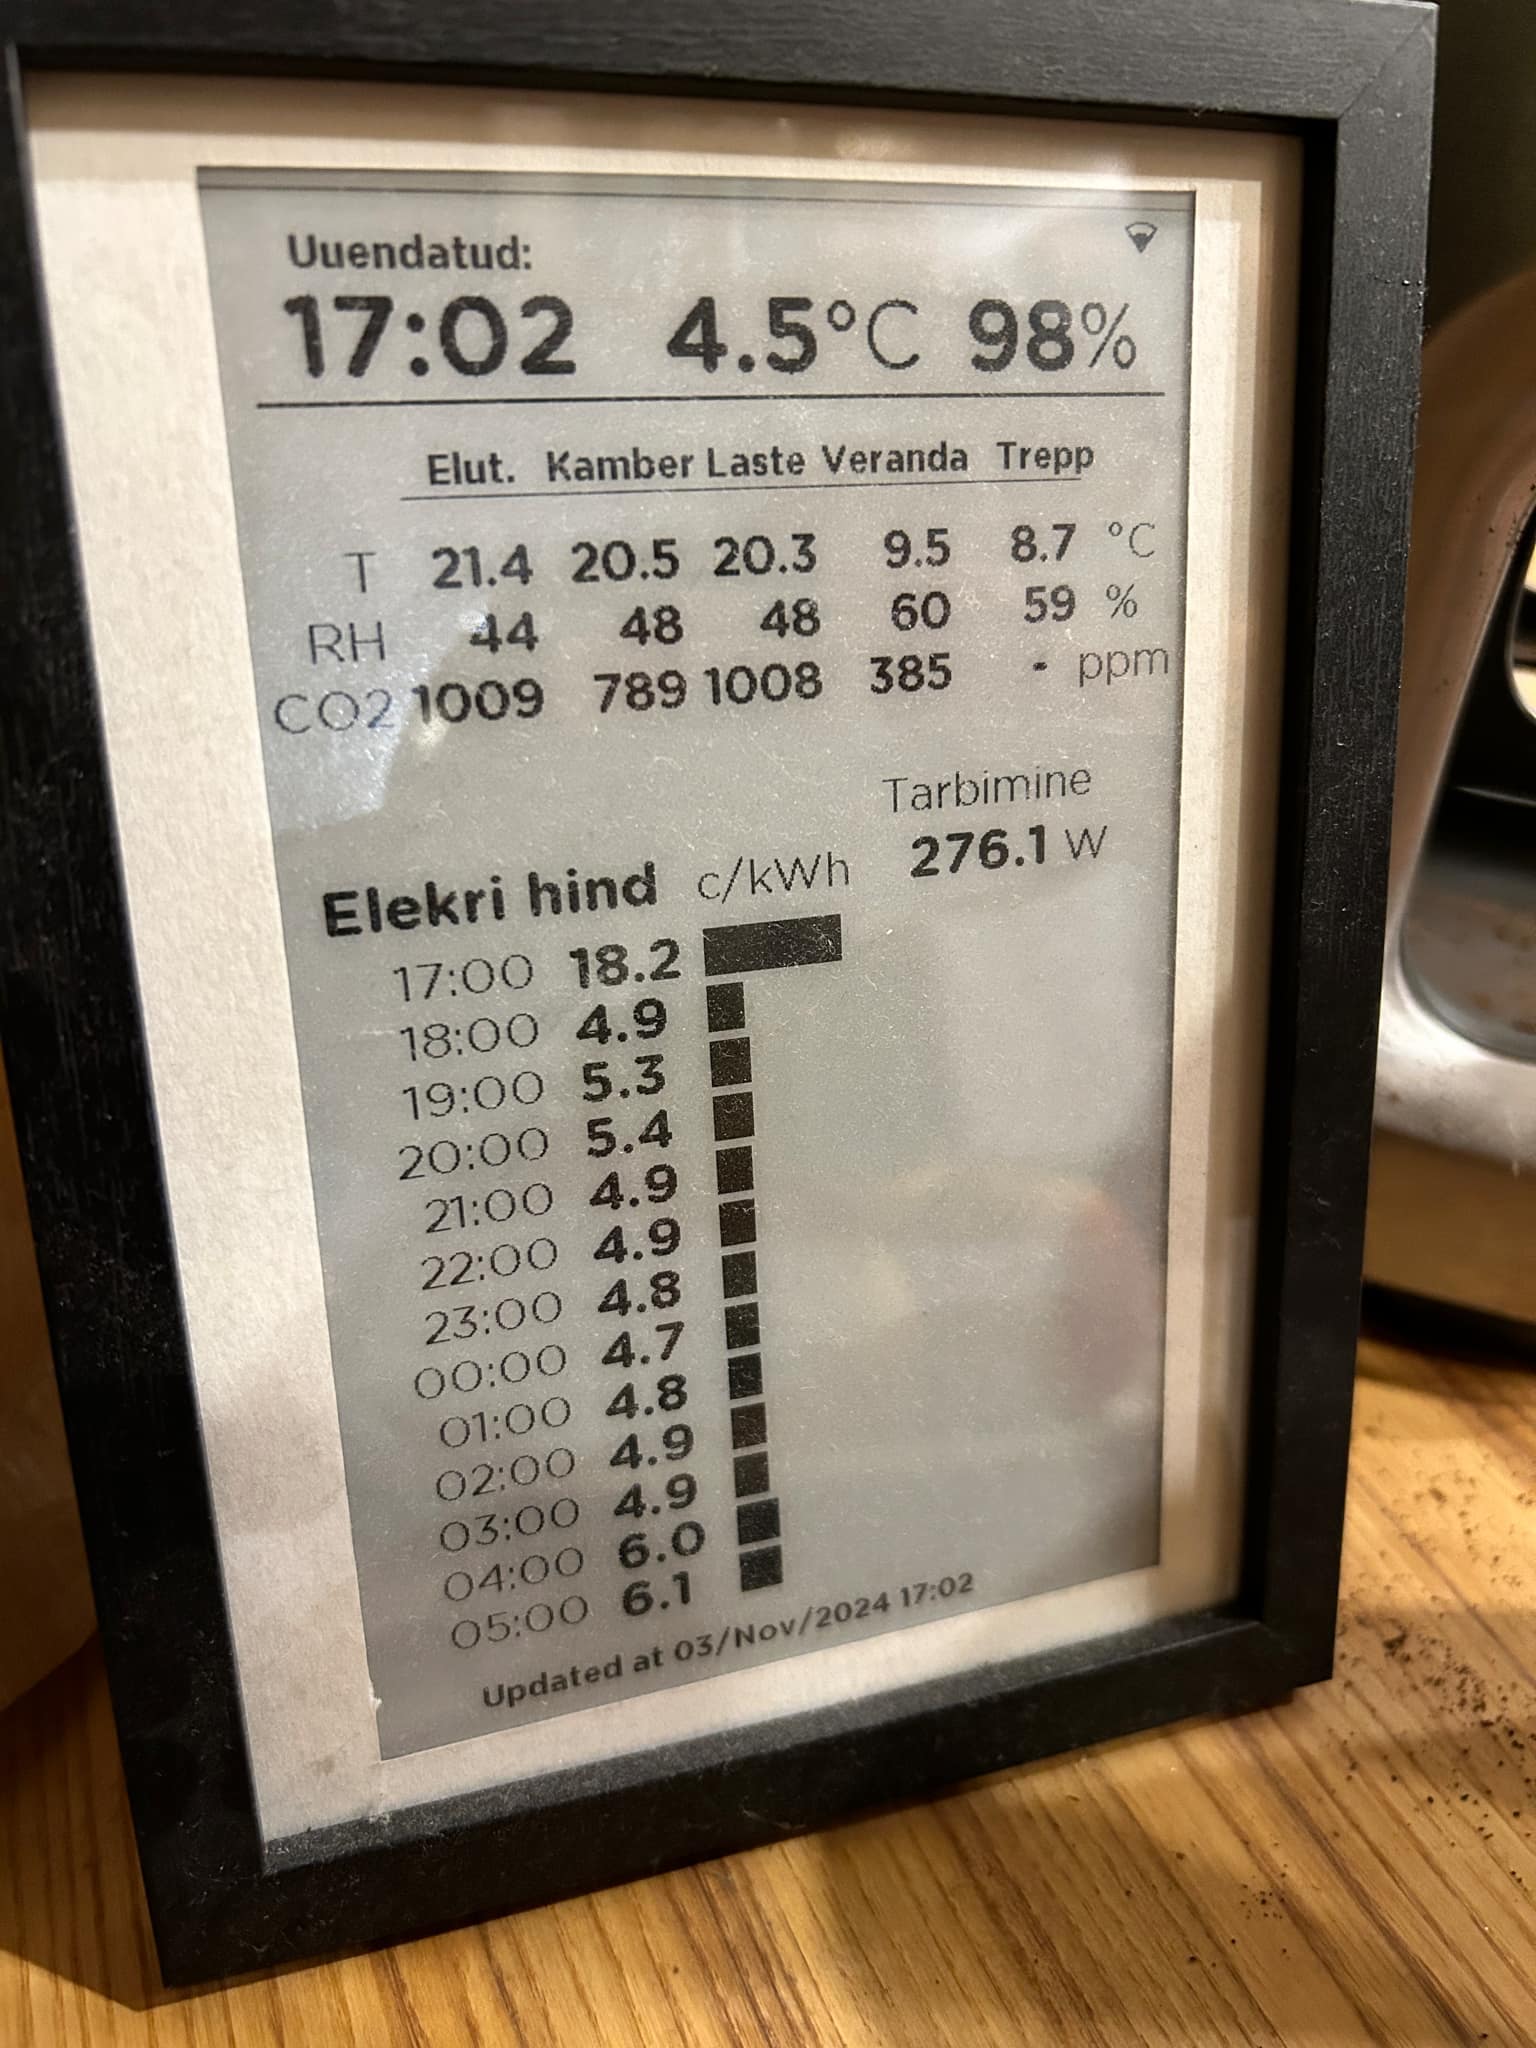 Uuendatud:
17:02 4.5°C 98%
Elut. Kamber Laste Veranda Trepp
T 21.4 20.5 20.3 9.5 8.7 °C
RH 44 48 48 60 59 %
CO2 1009 789 1008 385 - ppm
Tarbimine
276.1 W
Elekri hind c/kWh
17:00 18.2
18:00 4.9
19:00 5.3
20:00 5.4
21:00 4.9
22:00 4.9
23:00 4.8
00:00 4.7
01:00 4.8
02:00 4.9
03:00 4.9
04:00 6.0
05:00 6.1
Updated at 03/Nov/2024 17:02